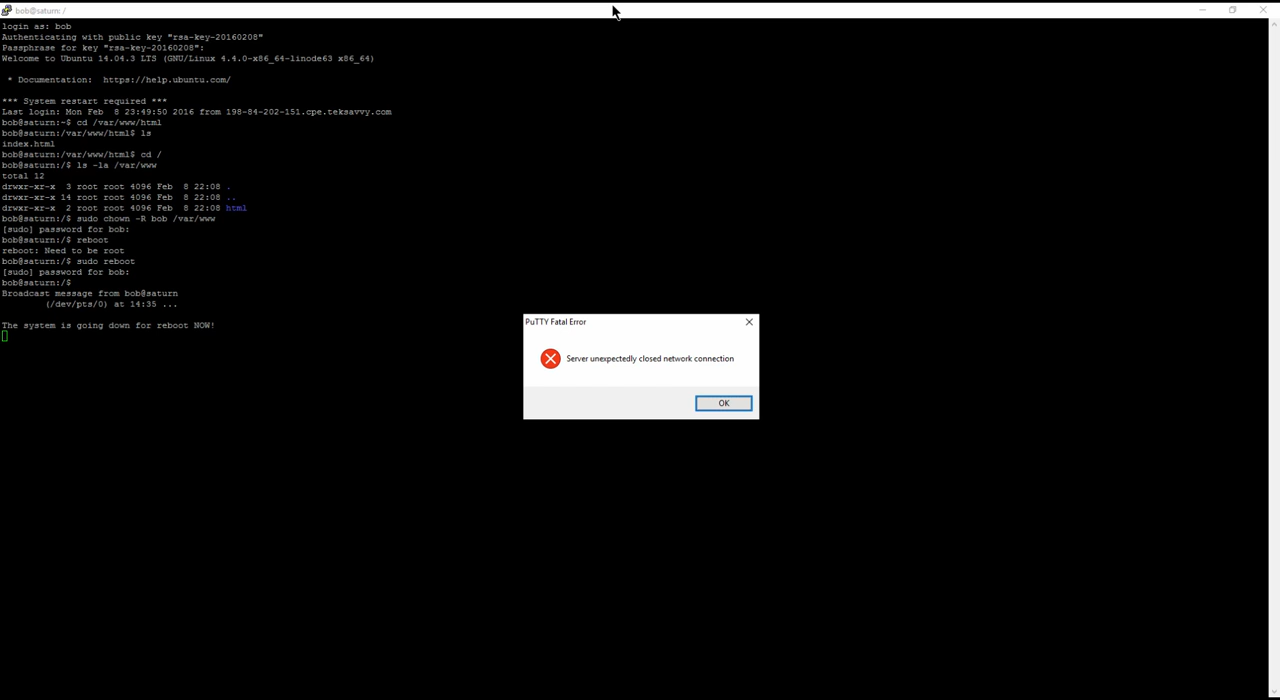 bob@saturn: /
login as: bob
Authenticating with public key "rsa-key-20160208"
Passphrase for key "rsa-key-20160208":
Welcome to Ubuntu 14.04.3 LTS (GNU/Linux 4.4.0-x86_64-linode63 x86_64)
* Documentation:  https://help.ubuntu.com/
*** System restart required ***
Last login: Mon Feb  8 23:49:50 2016 from 198-84-202-151.cpe.teksavvy.com
bob@saturn:~$ cd /var/www/html
bob@saturn:/var/www/html$ ls
index.html
bob@saturn:/var/www/html$ cd /
bob@saturn:/$ ls -la /var/www
total 12
drwxr-xr-x  3 root root 4096 Feb  8 22:08 .
drwxr-xr-x 14 root root 4096 Feb  8 22:08 ..
drwxr-xr-x  2 root root 4096 Feb  8 22:08 html
bob@saturn:/$ sudo chown -R bob /var/www
[sudo] password for bob:
bob@saturn:/$ reboot
reboot: Need to be root
bob@saturn:/$ sudo reboot
[sudo] password for bob:
bob@saturn:/$
Broadcast message from bob@saturn
(/dev/pts/0) at 14:35 ...
The system is going down for reboot NOW!
PuTTY Fatal Error
Server unexpectedly closed network connection
OK